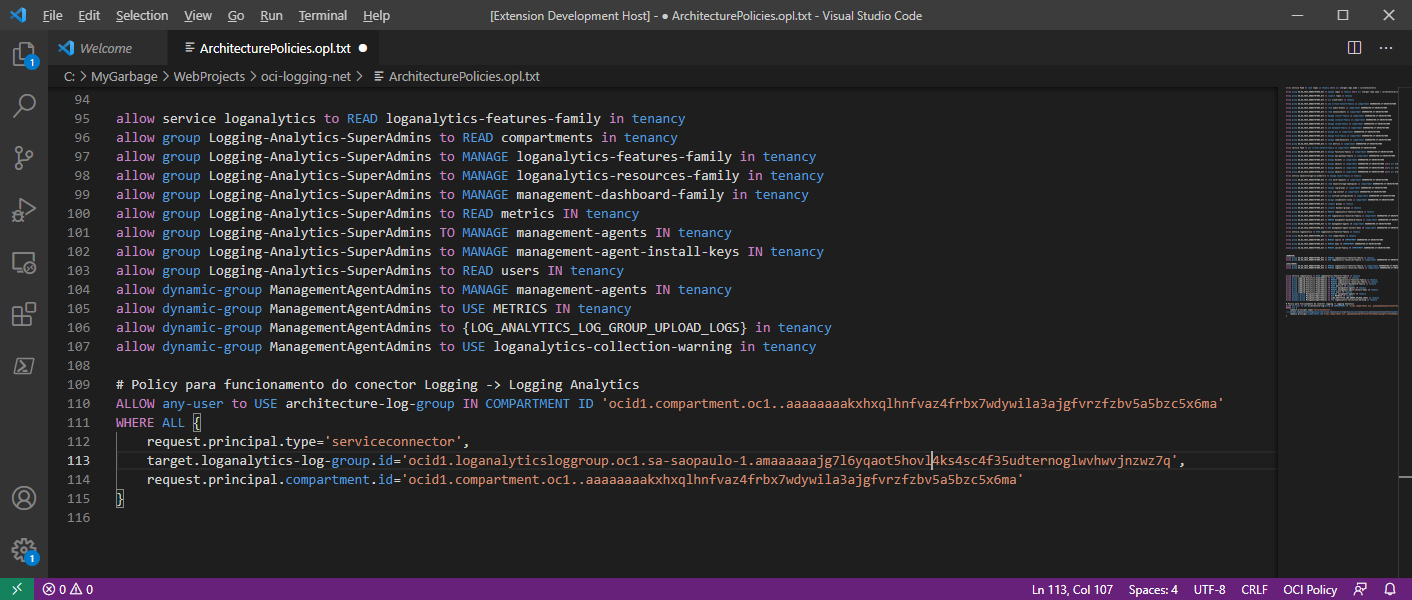 File Edit Selection View Go Run Terminal Help [Extension Development Host] - ● ArchitecturePolicies.opl.txt - Visual Studio Code
Welcome ArchitecturePolicies.opl.txt
C: > MyGarbage > WebProjects > oci-logging-net > ArchitecturePolicies.opl.txt
94
95 allow service loganalytics to READ loganalytics-features-family in tenancy
96 allow group Logging-Analytics-SuperAdmins to READ compartments in tenancy
97 allow group Logging-Analytics-SuperAdmins to MANAGE loganalytics-features-family in tenancy
98 allow group Logging-Analytics-SuperAdmins to MANAGE loganalytics-resources-family in tenancy
99 allow group Logging-Analytics-SuperAdmins to MANAGE management-dashboard-family in tenancy
100 allow group Logging-Analytics-SuperAdmins to READ metrics IN tenancy
101 allow group Logging-Analytics-SuperAdmins TO MANAGE management-agents IN tenancy
102 allow group Logging-Analytics-SuperAdmins to MANAGE management-agent-install-keys IN tenancy
103 allow group Logging-Analytics-SuperAdmins to READ users IN tenancy
104 allow dynamic-group ManagementAgentAdmins to MANAGE management-agents IN tenancy
105 allow dynamic-group ManagementAgentAdmins to USE METRICS IN tenancy
106 allow dynamic-group ManagementAgentAdmins to {LOG_ANALYTICS_LOG_GROUP_UPLOAD_LOGS} in tenancy
107 allow dynamic-group ManagementAgentAdmins to USE loganalytics-collection-warning in tenancy
108
109 # Policy para funcionamento do conector Logging -> Logging Analytics
110 ALLOW any-user to USE architecture-log-group IN COMPARTMENT ID 'ocid1.compartment.oc1..aaaaaaaakxhxqlhnfvaz4frbx7wdywila3ajgfvrzfzbv5a5bzc5x6ma'
111 WHERE ALL {
112 request.principal.type='serviceconnector',
113 target.loganalytics-log-group.id='ocid1.loganalyticsloggroup.oc1.sa-saopaulo-1.amaaaaaajg7l6yqaot5hovl4ks4sc4f35udternoglwvhwvjnzwz7q',
114 request.principal.compartment.id='ocid1.compartment.oc1..aaaaaaaakxhxqlhnfvaz4frbx7wdywila3ajgfvrzfzbv5a5bzc5x6ma'
115 }
116
1
1
0 0 Ln 113, Col 107 Spaces: 4 UTF-8 CRLF OCI Policy